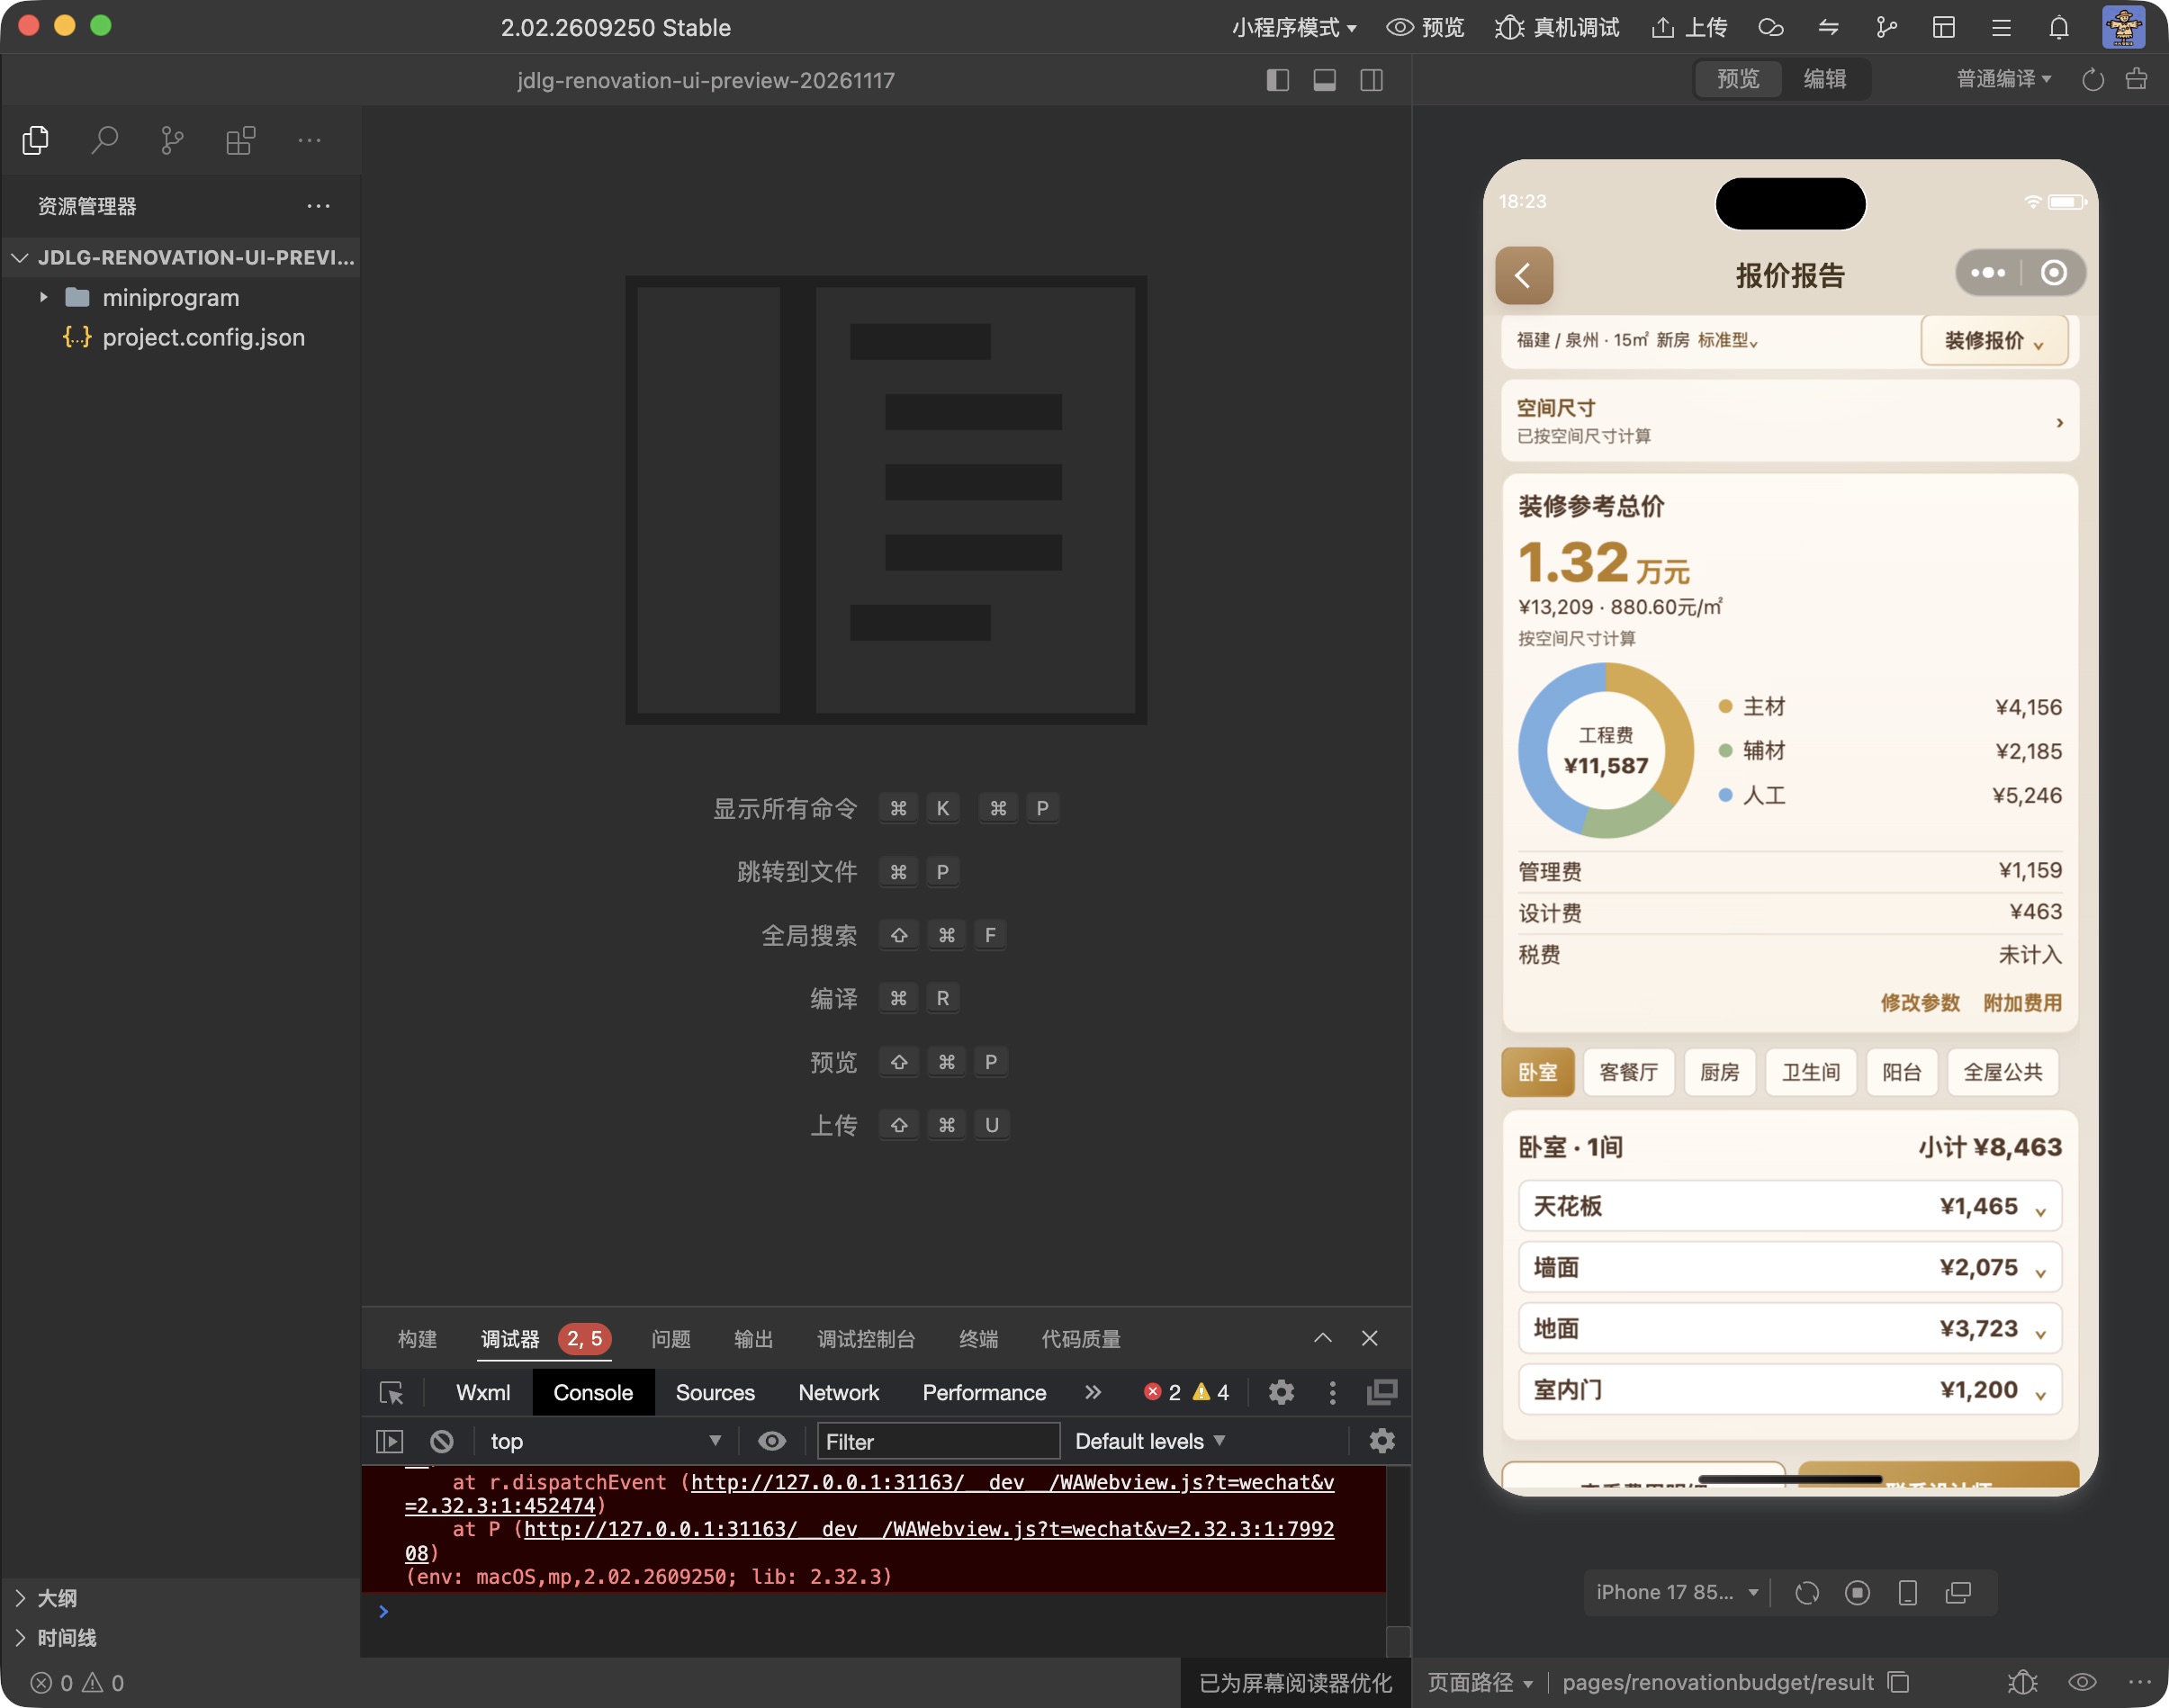 2.02.2609250 Stable
小程序模式
预览
真机调试
上传
jdlg-renovation-ui-preview-20261117
预览
编辑
普通编译
资源管理器
JDLG-RENOVATION-UI-PREVI...
miniprogram
{...} project.config.json
显示所有命令 ⌘ K ⌘ P
跳转到文件 ⌘ P
全局搜索 ⇧ ⌘ F
编译 ⌘ R
预览 ⇧ ⌘ P
上传 ⇧ ⌘ U
构建
调试器 2, 5
问题
输出
调试控制台
终端
代码质量
Wxml
Console
Sources
Network
Performance
2
4
top
Filter
Default levels
at r.dispatchEvent (http://127.0.0.1:31163/__dev__/WAWebview.js?t=wechat&v
=2.32.3:1:452474)
at P (http://127.0.0.1:31163/__dev__/WAWebview.js?t=wechat&v=2.32.3:1:7992
08)
(env: macOS,mp,2.02.2609250; lib: 2.32.3)
大纲
时间线
0
0
已为屏幕阅读器优化
18:23
报价报告
福建 / 泉州 · 15㎡ 新房 标准型
装修报价
空间尺寸
已按空间尺寸计算
装修参考总价
1.32 万元
¥13,209 · 880.60元/㎡
按空间尺寸计算
工程费
¥11,587
主材 ¥4,156
辅材 ¥2,185
人工 ¥5,246
管理费 ¥1,159
设计费 ¥463
税费 未计入
修改参数 附加费用
卧室
客餐厅
厨房
卫生间
阳台
全屋公共
卧室 · 1间 小计 ¥8,463
天花板 ¥1,465
墙面 ¥2,075
地面 ¥3,723
室内门 ¥1,200
iPhone 17 85...
页面路径
pages/renovationbudget/result